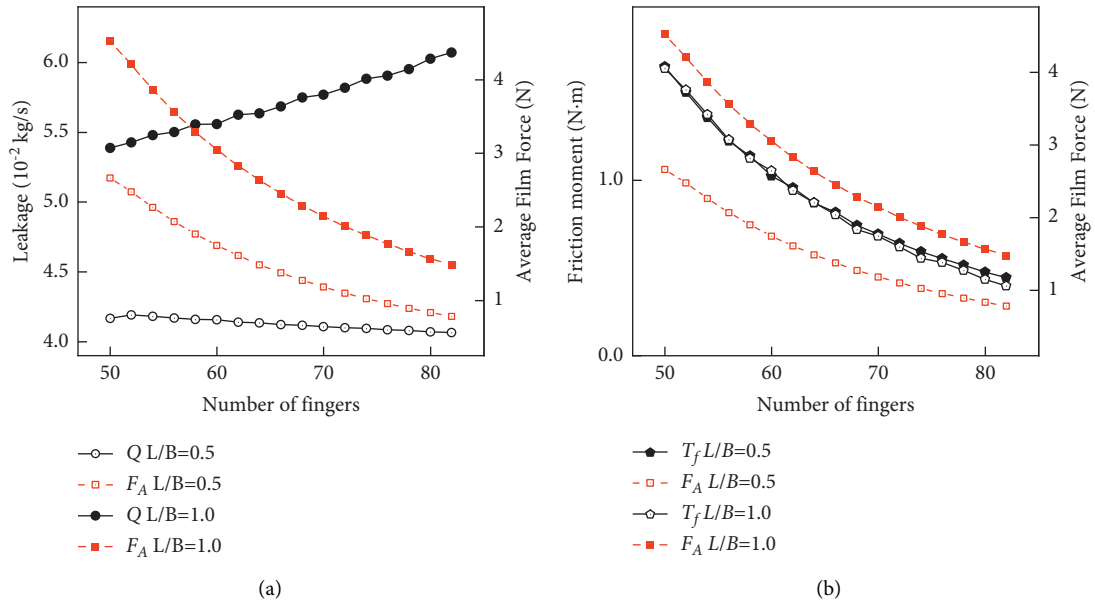 6.0
5.5
5.0
4.5
4.0
Leakage (10⁻² kg/s)
4
3
2
1
Average Film Force (N)
50
60
70
80
Number of fingers
Q L/B=0.5
F_A L/B=0.5
Q L/B=1.0
F_A L/B=1.0
(a)
1.0
0.0
Friction moment (N·m)
4
3
2
1
Average Film Force (N)
50
60
70
80
Number of fingers
T_f L/B=0.5
F_A L/B=0.5
T_f L/B=1.0
F_A L/B=1.0
(b)